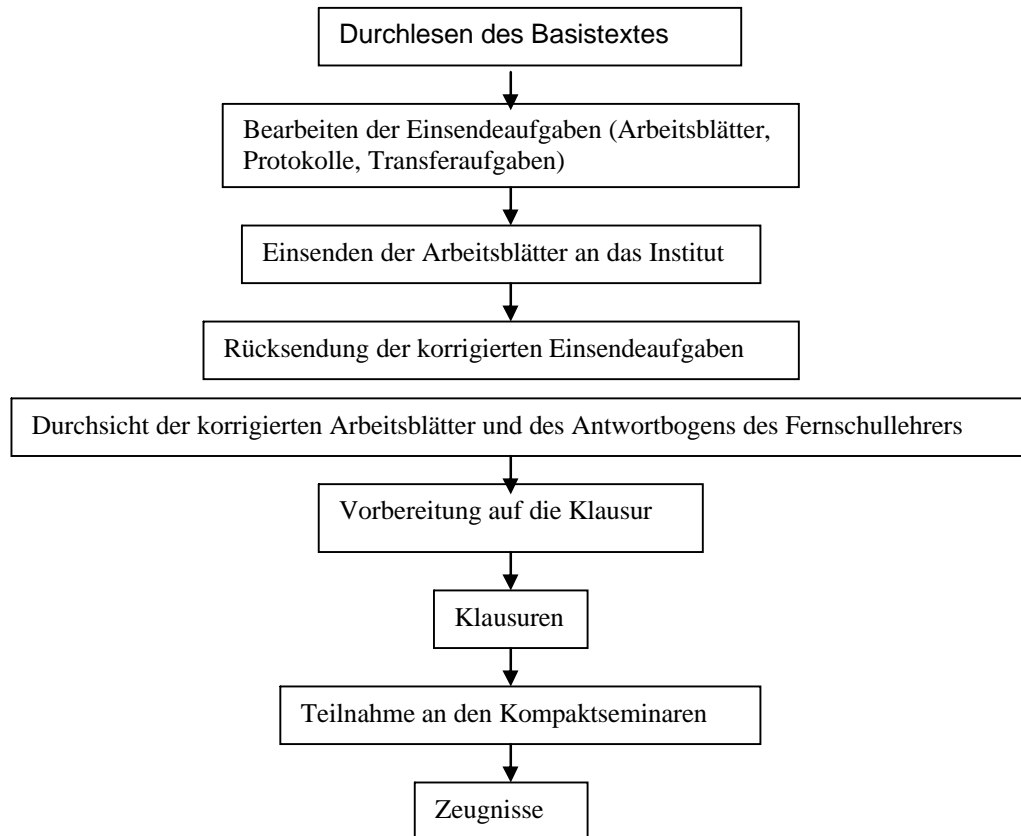 Durchlesen des Basistextes
Bearbeiten der Einsendeaufgaben (Arbeitsblätter,
Protokolle, Transferaufgaben)
Einsenden der Arbeitsblätter an das Institut
Rücksendung der korrigierten Einsendeaufgaben
Durchsicht der korrigierten Arbeitsblätter und des Antwortbogens des Fernschullehrers
Vorbereitung auf die Klausur
Klausuren
Teilnahme an den Kompaktseminaren
Zeugnisse